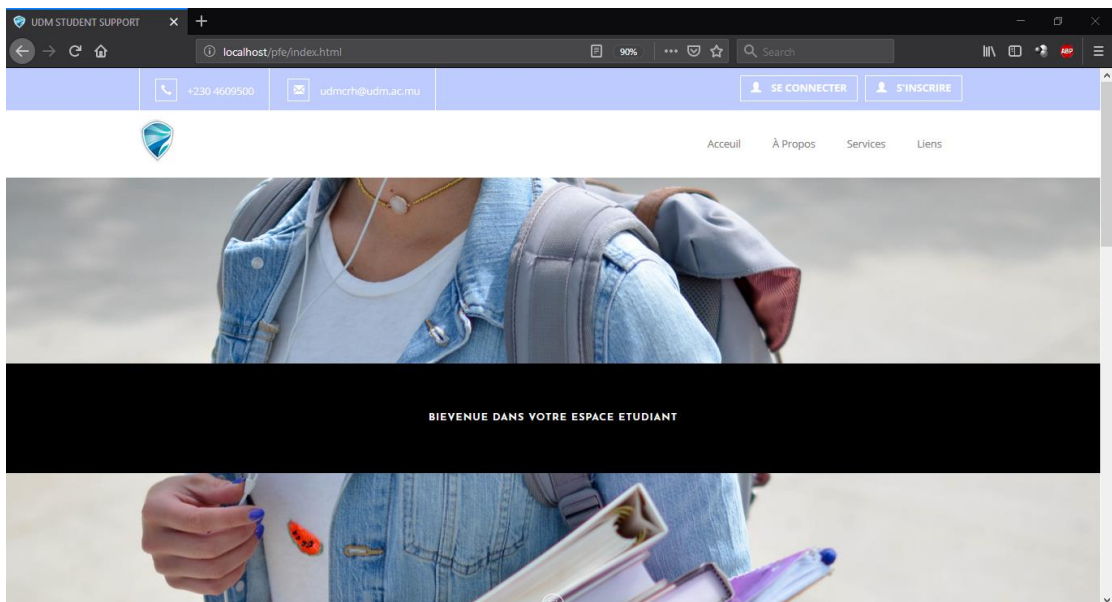 UDM STUDENT SUPPORT
localhost/pfe/index.html
90%
Search
ABP
+230 4609500
udmcrh@udm.ac.mu
SE CONNECTER
S'INSCRIRE
Acceuil
À Propos
Services
Liens
BIEVENUE DANS VOTRE ESPACE ETUDIANT